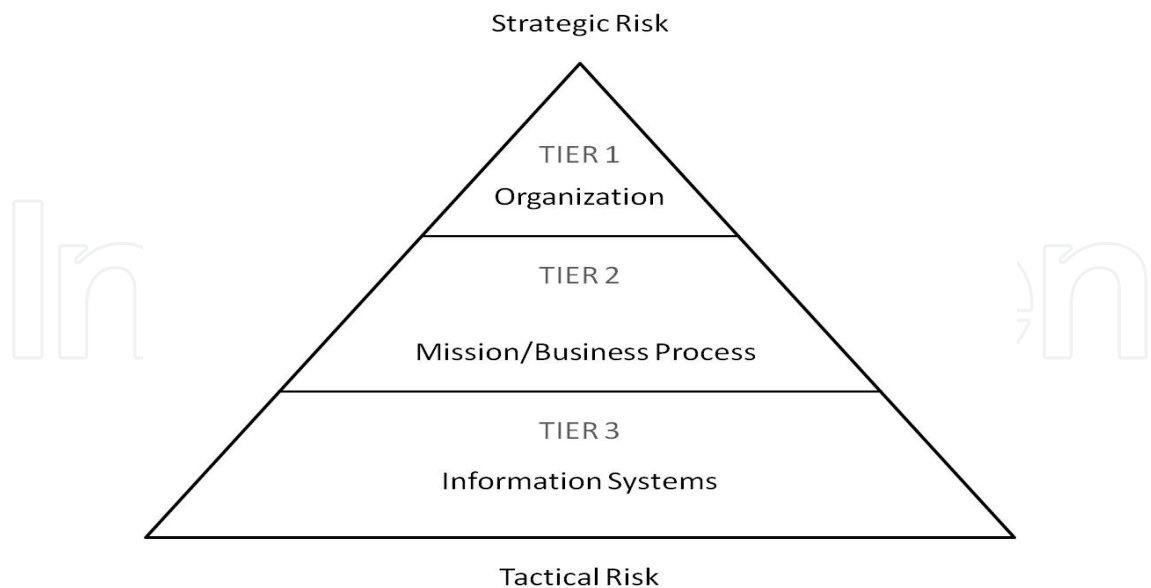 Strategic Risk
TIER 1
Organization
TIER 2
Mission/Business Process
TIER 3
Information Systems
Tactical Risk